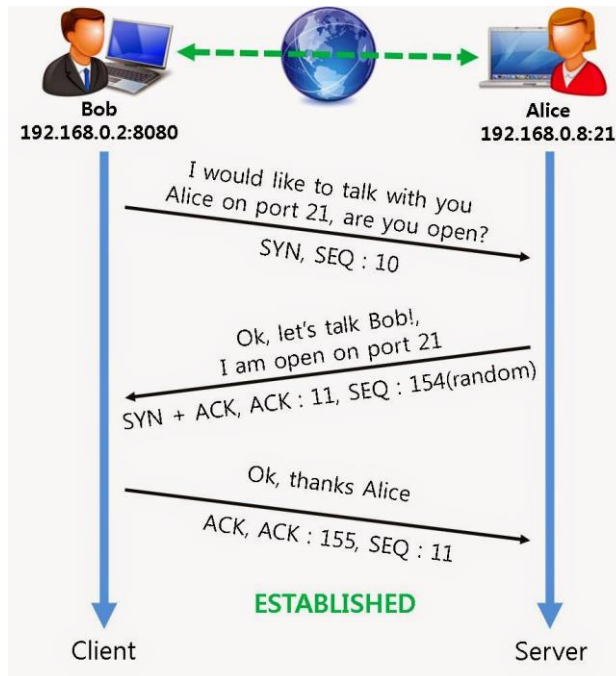 Bob
192.168.0.2:8080
Alice
192.168.0.8:21
I would like to talk with you
Alice on port 21, are you open?
SYN, SEQ : 10
Ok, let's talk Bob!,
I am open on port 21
SYN + ACK, ACK : 11, SEQ : 154(random)
Ok, thanks Alice
ACK, ACK : 155, SEQ : 11
ESTABLISHED
Client
Server